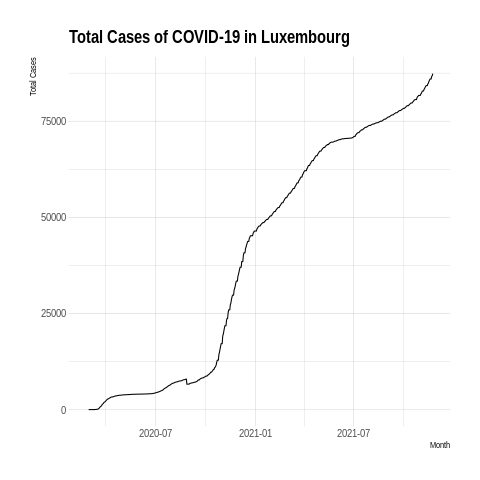 Total Cases of COVID-19 in Luxembourg
Total Cases
75000
50000
25000
0
2020-07 2021-01 2021-07
Month